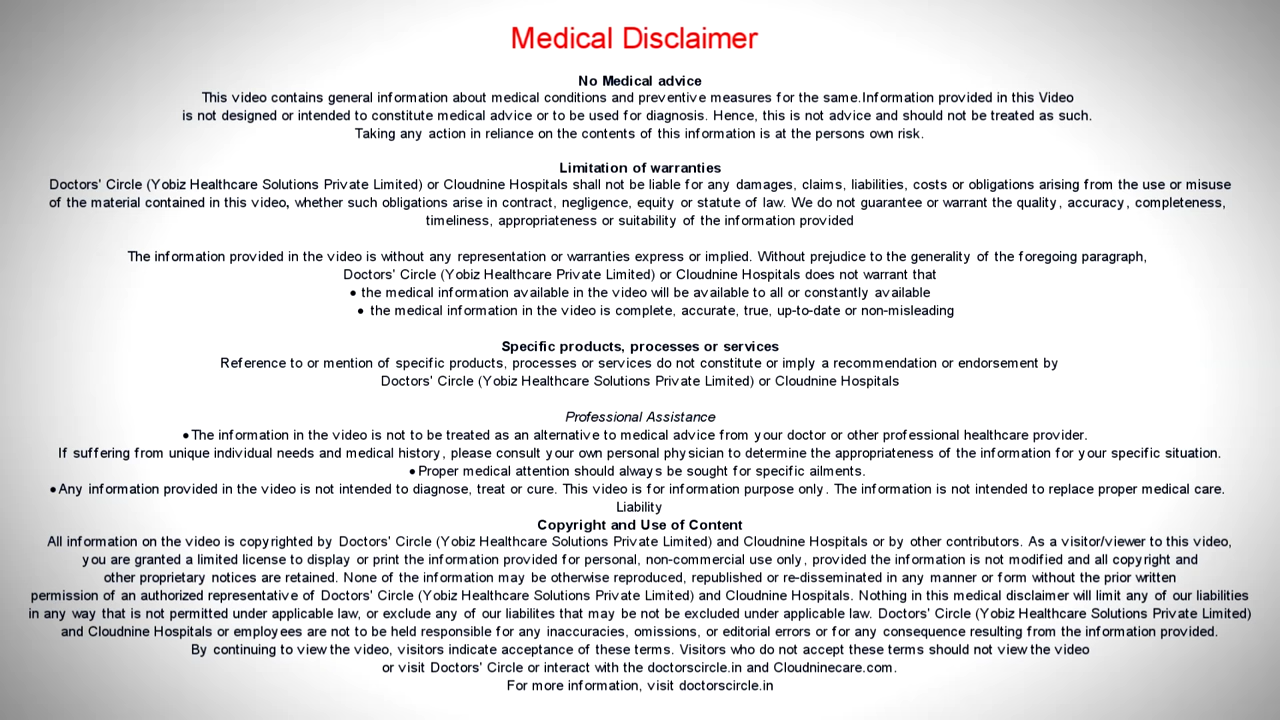 Medical Disclaimer
No Medical advice
This video contains general information about medical conditions and preventive measures for the same.Information provided in this Video
is not designed or intended to constitute medical advice or to be used for diagnosis. Hence, this is not advice and should not be treated as such.
Taking any action in reliance on the contents of this information is at the persons own risk.
Limitation of warranties
Doctors' Circle (Yobiz Healthcare Solutions Private Limited) or Cloudnine Hospitals shall not be liable for any damages, claims, liabilities, costs or obligations arising from the use or misuse
of the material contained in this video, whether such obligations arise in contract, negligence, equity or statute of law. We do not guarantee or warrant the quality, accuracy, completeness,
timeliness, appropriateness or suitability of the information provided
The information provided in the video is without any representation or warranties express or implied. Without prejudice to the generality of the foregoing paragraph,
Doctors' Circle (Yobiz Healthcare Private Limited) or Cloudnine Hospitals does not warrant that
• the medical information available in the video will be available to all or constantly available
• the medical information in the video is complete, accurate, true, up-to-date or non-misleading
Specific products, processes or services
Reference to or mention of specific products, processes or services do not constitute or imply a recommendation or endorsement by
Doctors' Circle (Yobiz Healthcare Solutions Private Limited) or Cloudnine Hospitals
Professional Assistance
•The information in the video is not to be treated as an alternative to medical advice from your doctor or other professional healthcare provider.
If suffering from unique individual needs and medical history, please consult your own personal physician to determine the appropriateness of the information for your specific situation.
•Proper medical attention should always be sought for specific ailments.
•Any information provided in the video is not intended to diagnose, treat or cure. This video is for information purpose only. The information is not intended to replace proper medical care.
Liability
Copyright and Use of Content
All information on the video is copyrighted by Doctors' Circle (Yobiz Healthcare Solutions Private Limited) and Cloudnine Hospitals or by other contributors. As a visitor/viewer to this video,
you are granted a limited license to display or print the information provided for personal, non-commercial use only, provided the information is not modified and all copyright and
other proprietary notices are retained. None of the information may be otherwise reproduced, republished or re-disseminated in any manner or form without the prior written
permission of an authorized representative of Doctors' Circle (Yobiz Healthcare Solutions Private Limited) and Cloudnine Hospitals. Nothing in this medical disclaimer will limit any of our liabilities
in any way that is not permitted under applicable law, or exclude any of our liabilites that may be not be excluded under applicable law. Doctors' Circle (Yobiz Healthcare Solutions Private Limited)
and Cloudnine Hospitals or employees are not to be held responsible for any inaccuracies, omissions, or editorial errors or for any consequence resulting from the information provided.
By continuing to view the video, visitors indicate acceptance of these terms. Visitors who do not accept these terms should not view the video
or visit Doctors' Circle or interact with the doctorscircle.in and Cloudninecare.com.
For more information, visit doctorscircle.in